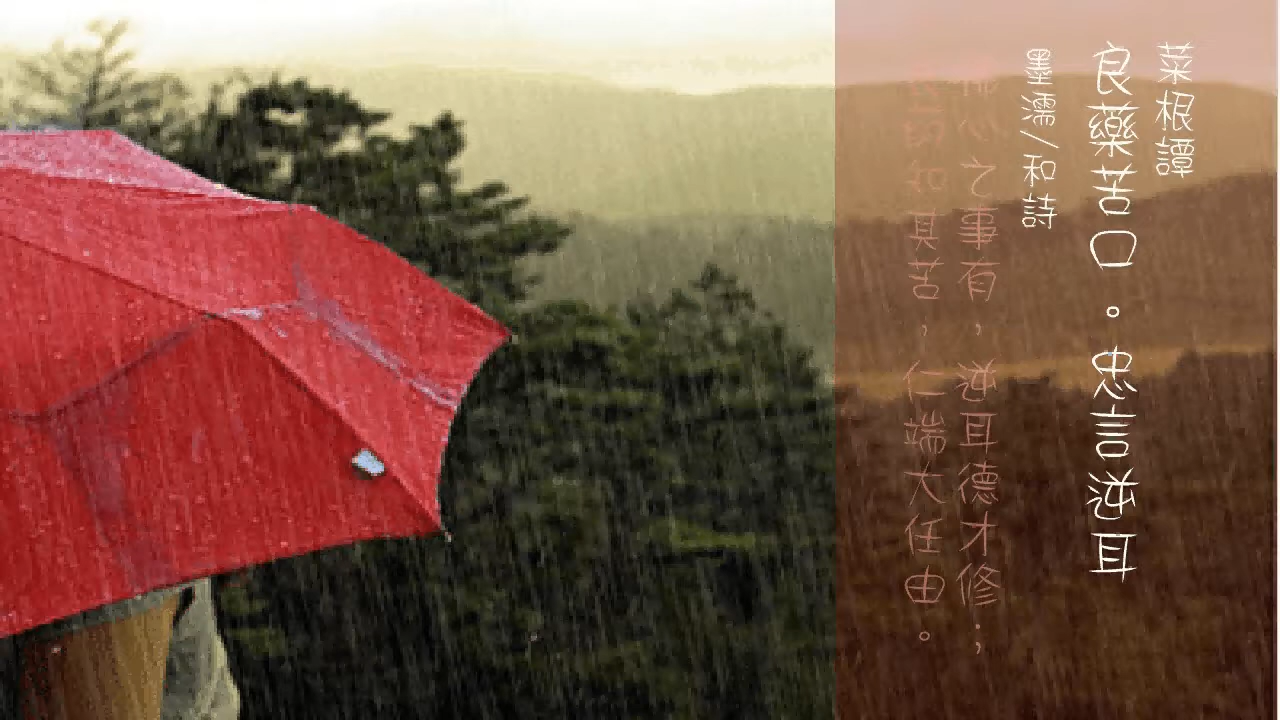 菜根譚
良藥苦口。忠言逆耳
墨濡／和詩
之事有，逆耳德才修；
知其苦，仁端大任由。